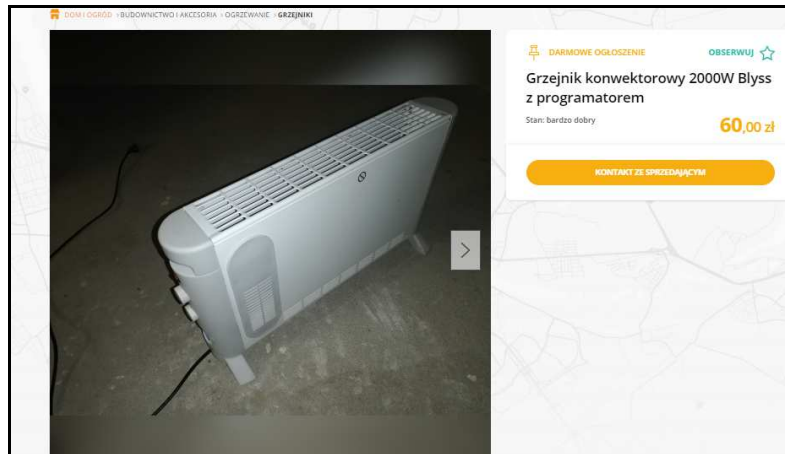 DOM I OGRÓD › BUDOWNICTWO I AKCESORIA › OGRZEWANIE › GRZEJNIKI
DARMOWE OGŁOSZENIE
OBSERWUJ
Grzejnik konwektorowy 2000W Blyss
z programatorem
Stan: bardzo dobry
60,00 zł
KONTAKT ZE SPRZEDAJĄCYM